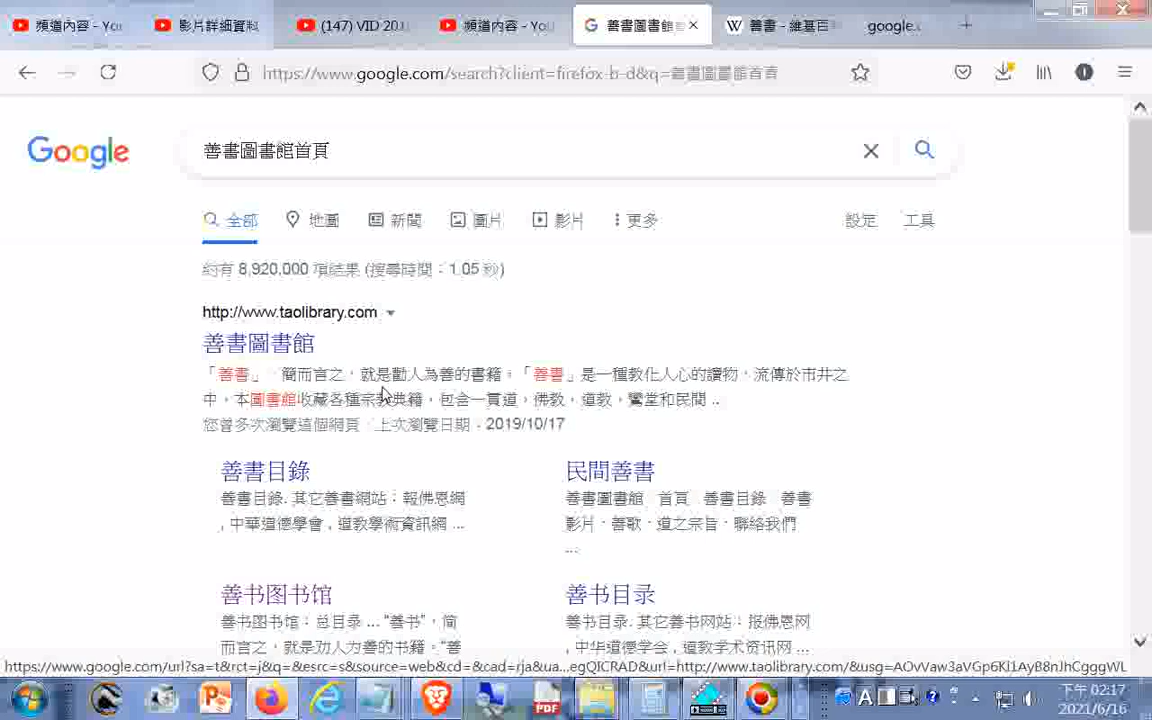 頻道內容 - You
影片詳細資料
(147) VID 20
頻道內容 - You
善書圖書館
善書 - 維基百
google.c
https://www.google.com/search?client=firefox-b-d&q=善書圖書館首頁
Google
善書圖書館首頁
全部 地圖 新聞 圖片 影片 更多 設定 工具
約有 8,920,000 項結果 (搜尋時間：1.05 秒)
http://www.taolibrary.com
善書圖書館
「善書」 簡而言之，就是勸人為善的書籍。「善書」是一種教化人心的讀物，流傳於市井之
中，本圖書館收藏各種宗教典籍，包含一貫道，佛教，道教，鸞堂和民間 ..
您曾多次瀏覽這個網頁 上次瀏覽日期：2019/10/17
善書目錄
善書目錄. 其它善書網站：報佛恩網
, 中華道德學會，道教學術資訊網 ...
民間善書
善書圖書館 首頁 善書目錄 善書
影片．善歌．道之宗旨．聯絡我們
...
善书图书馆
善书图书馆：总目录 ... “善书”，简
而言之，就是劝人为善的书籍。“善
善书目录
善书目录. 其它善书网站：报佛恩网
, 中华道德学会，道教学术资讯网 ...
https://www.google.com/url?sa=t&rct=j&q=&esrc=s&source=web&cd=&cad=rja&ua...egQICRAD&url=http://www.taolibrary.com/&usg=AOvVaw3aVGp6Ki1AyB8nJhCgggWL
PDF
A
下午 02:17
2021/6/16